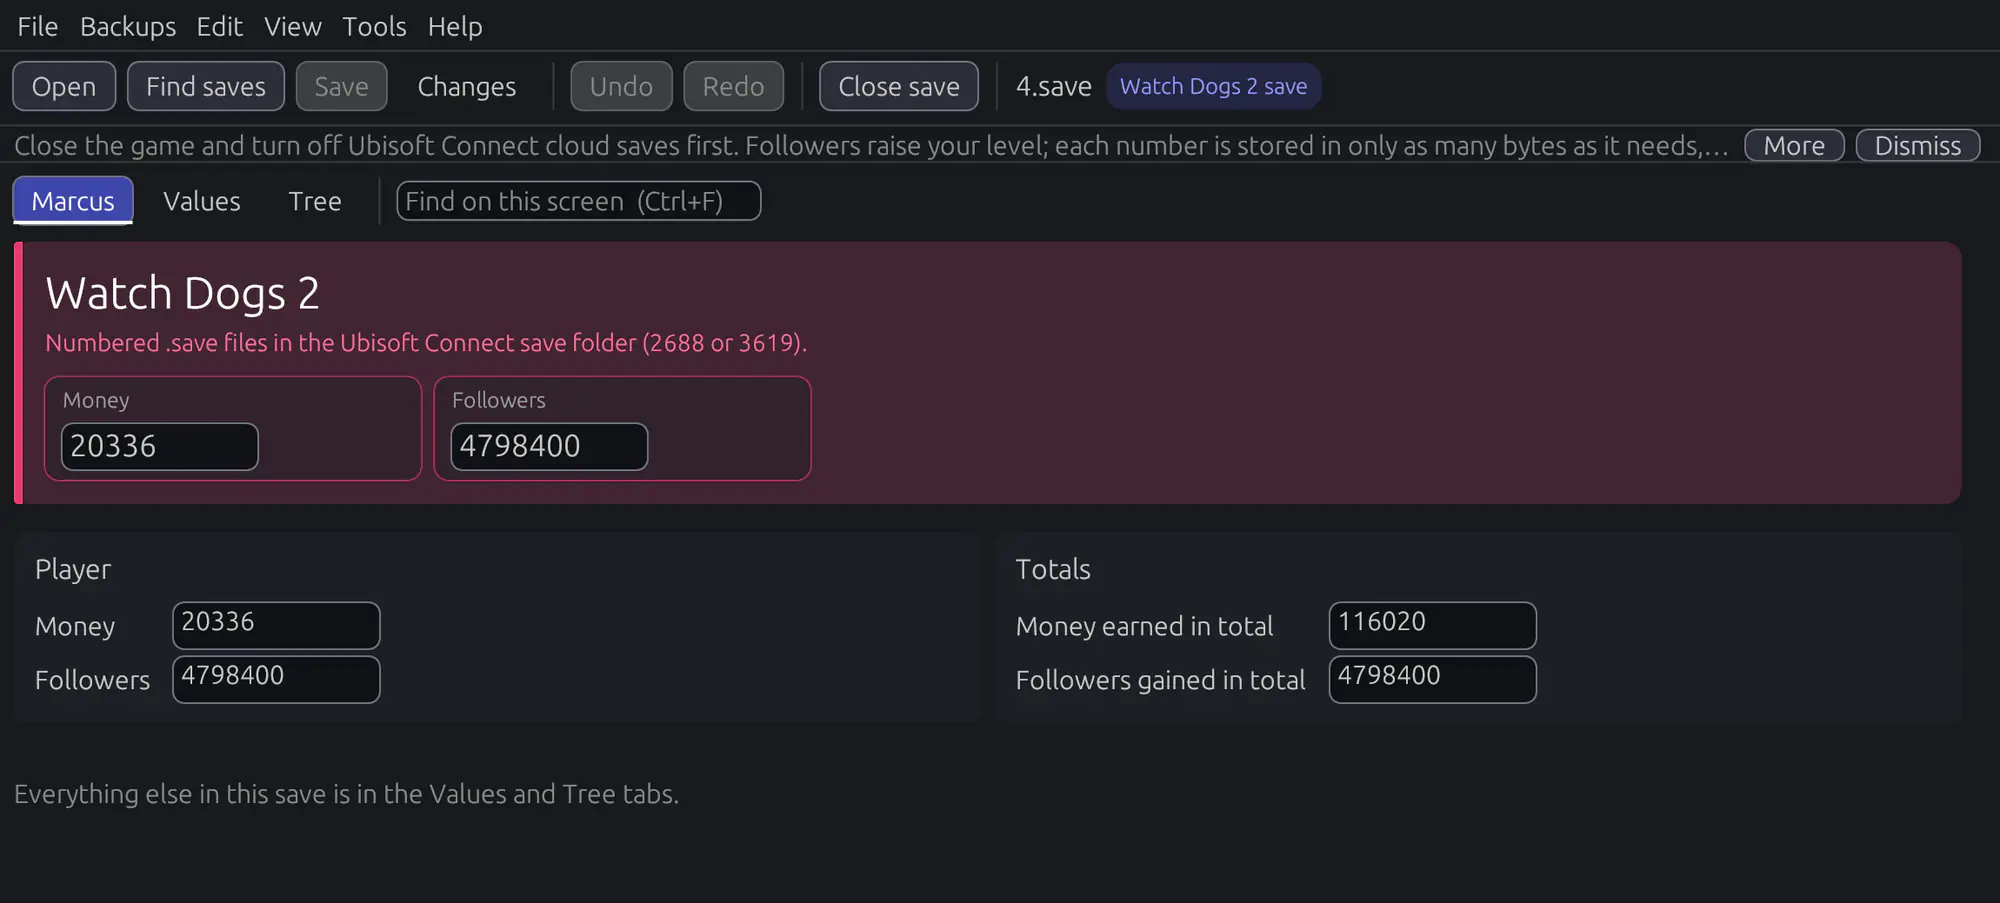 File Backups Edit View Tools Help
Open Find saves Save Changes Undo Redo Close save 4.save Watch Dogs 2 save
Close the game and turn off Ubisoft Connect cloud saves first. Followers raise your level; each number is stored in only as many bytes as it needs,... More Dismiss
Marcus Values Tree Find on this screen (Ctrl+F)
Watch Dogs 2
Numbered .save files in the Ubisoft Connect save folder (2688 or 3619).
Money Followers
20336 4798400
Player Totals
Money 20336 Money earned in total 116020
Followers 4798400 Followers gained in total 4798400
Everything else in this save is in the Values and Tree tabs.